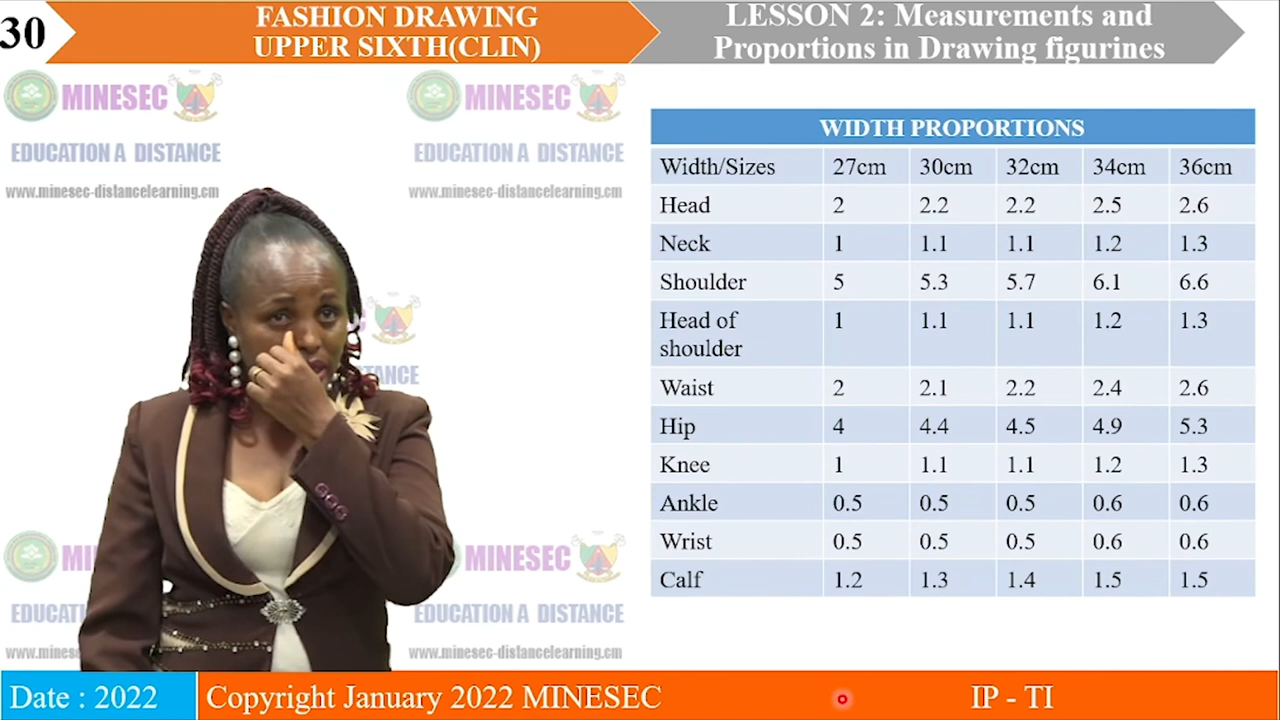 30
FASHION DRAWING
UPPER SIXTH(CLIN)
LESSON 2: Measurements and
Proportions in Drawing figurines
MINESEC
MINESEC
EDUCATION A DISTANCE
EDUCATION A DISTANCE
www.minesec-distancelearning.cm
www.minesec-distancelearning.cm
TANCE
WIDTH PROPORTIONS
Width/Sizes 27cm 30cm 32cm 34cm 36cm
Head 2 2.2 2.2 2.5 2.6
Neck 1 1.1 1.1 1.2 1.3
Shoulder 5 5.3 5.7 6.1 6.6
Head of
shoulder 1 1.1 1.1 1.2 1.3
Waist 2 2.1 2.2 2.4 2.6
Hip 4 4.4 4.5 4.9 5.3
Knee 1 1.1 1.1 1.2 1.3
Ankle 0.5 0.5 0.5 0.6 0.6
Wrist 0.5 0.5 0.5 0.6 0.6
Calf 1.2 1.3 1.4 1.5 1.5
MI MINESEC
EDUCATI EDUCATION A DISTANCE
www.mines www.minesec-distancelearning.cm
Date : 2022
Copyright January 2022 MINESEC
IP - TI